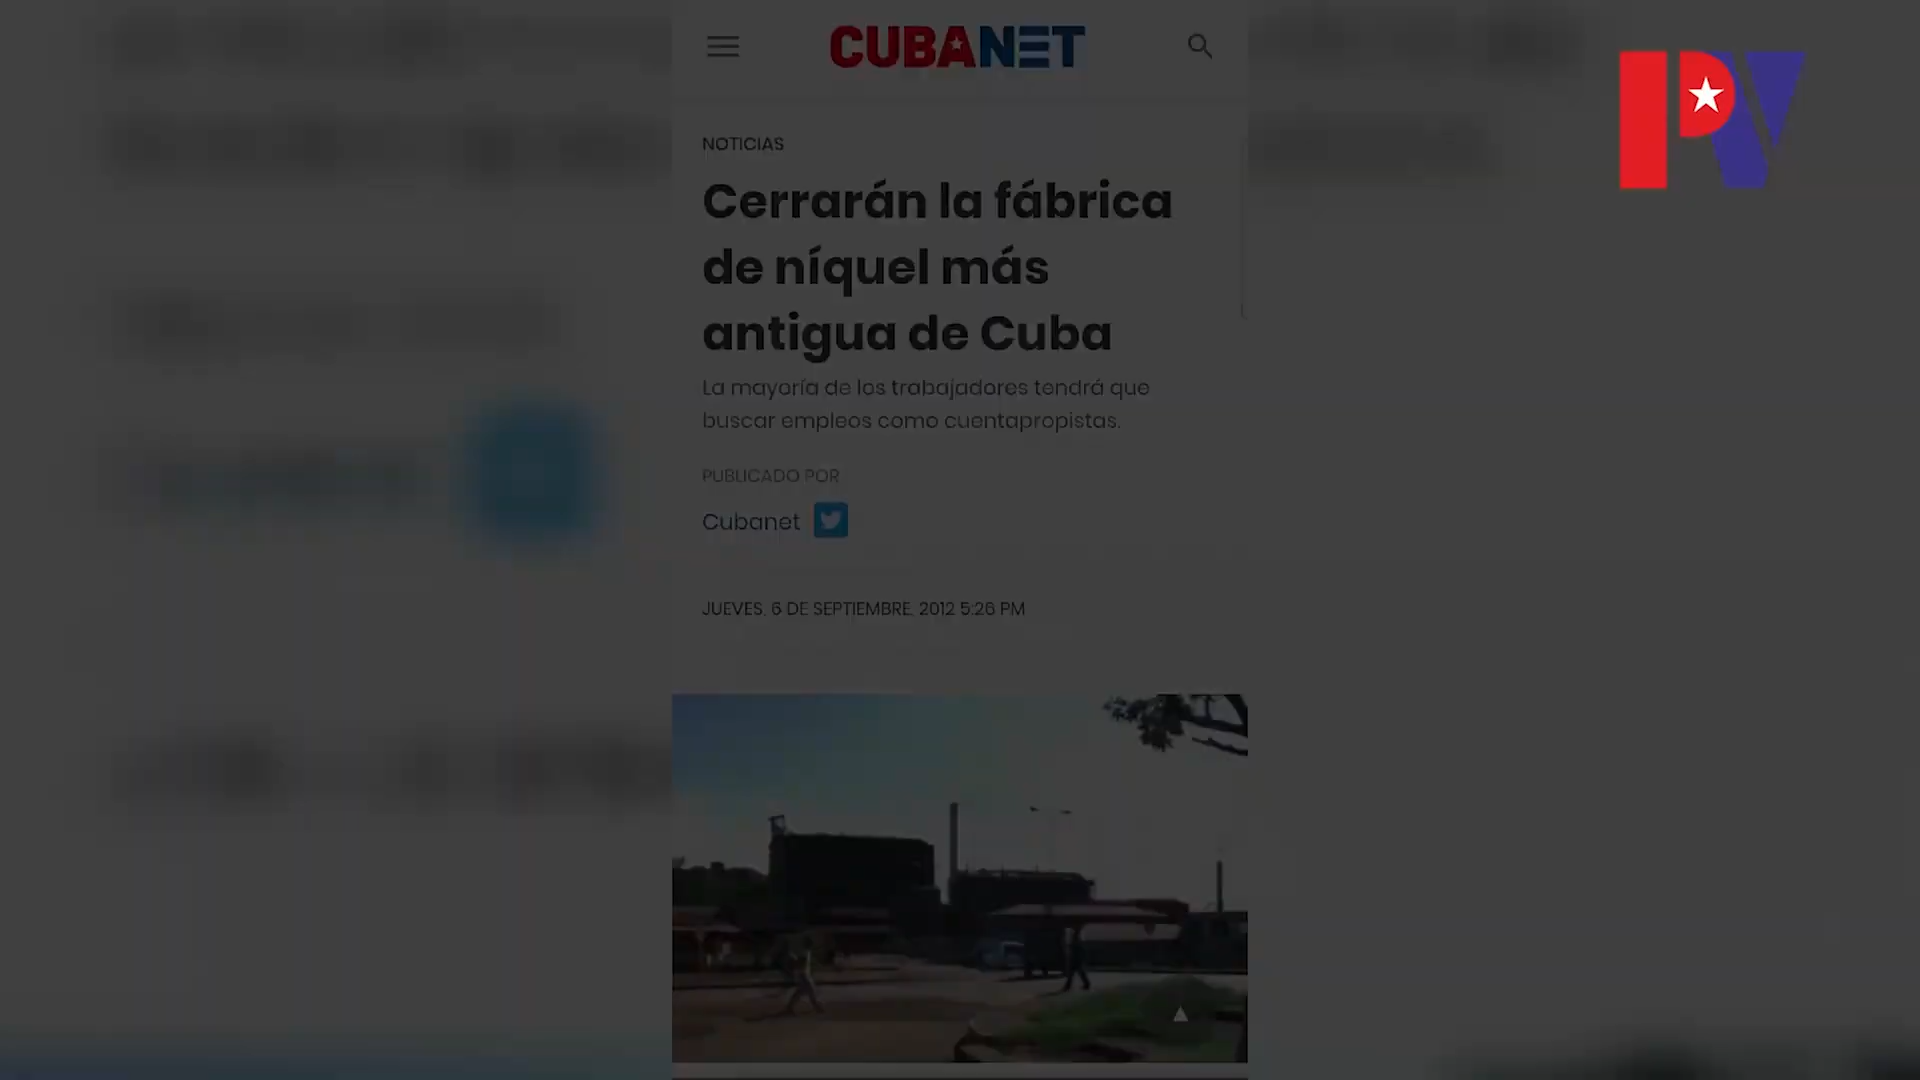 CUBANET
PV
NOTICIAS
Cerrarán la fábrica
de níquel más
antigua de Cuba
La mayoría de los trabajadores tendrá que
buscar empleos como cuentapropistas.
PUBLICADO POR
Cubanet
JUEVES, 6 DE SEPTIEMBRE, 2012 5:26 PM